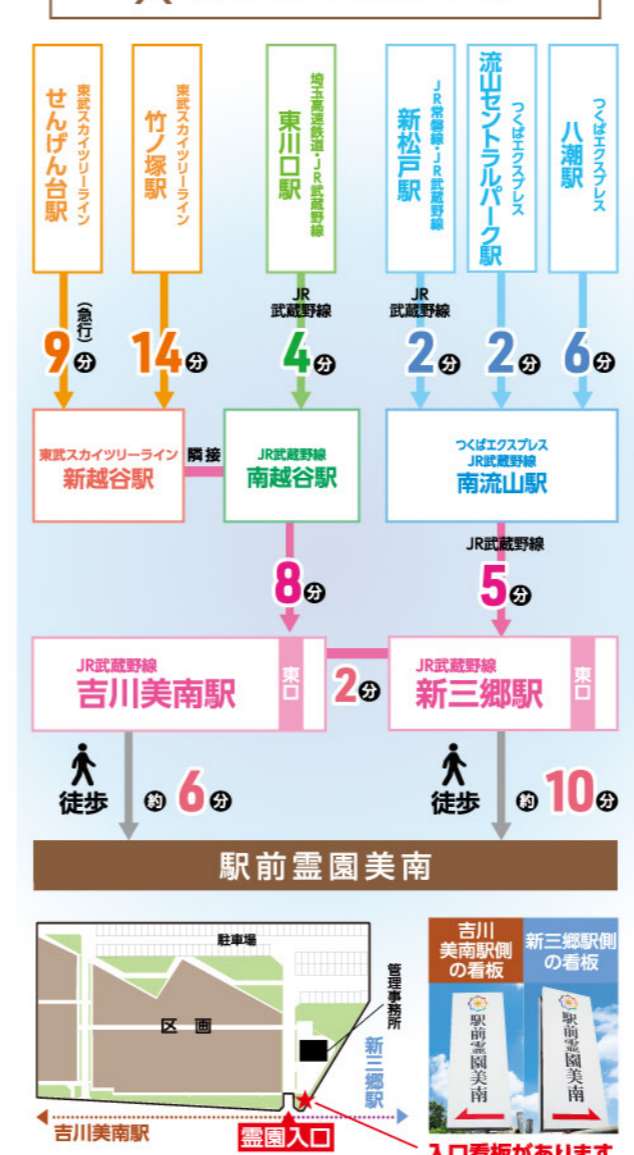 東武スカイツリーライン
せんげん台駅
東武スカイツリーライン
竹ノ塚駅
埼玉高速鉄道・JR武蔵野線
東川口駅
JR常磐線・JR武蔵野線
新松戸駅
つくばエクスプレス
流山セントラルパーク駅
つくばエクスプレス
八潮駅
(急行)
9分
14分
JR
武蔵野線
4分
JR
武蔵野線
2分
2分
6分
東武スカイツリーライン
新越谷駅
隣接
JR武蔵野線
南越谷駅
つくばエクスプレス
JR武蔵野線
南流山駅
8分
JR武蔵野線
5分
JR武蔵野線
吉川美南駅
東口
2分
JR武蔵野線
新三郷駅
東口
徒歩
約6分
徒歩
約10分
駅前霊園美南
駐車場
区画
管理事務所
新三郷駅
吉川美南駅
霊園入口
吉川
美南駅側
の看板
新三郷駅側
の看板
駅前霊園美南
駅前霊園美南
入口看板があります